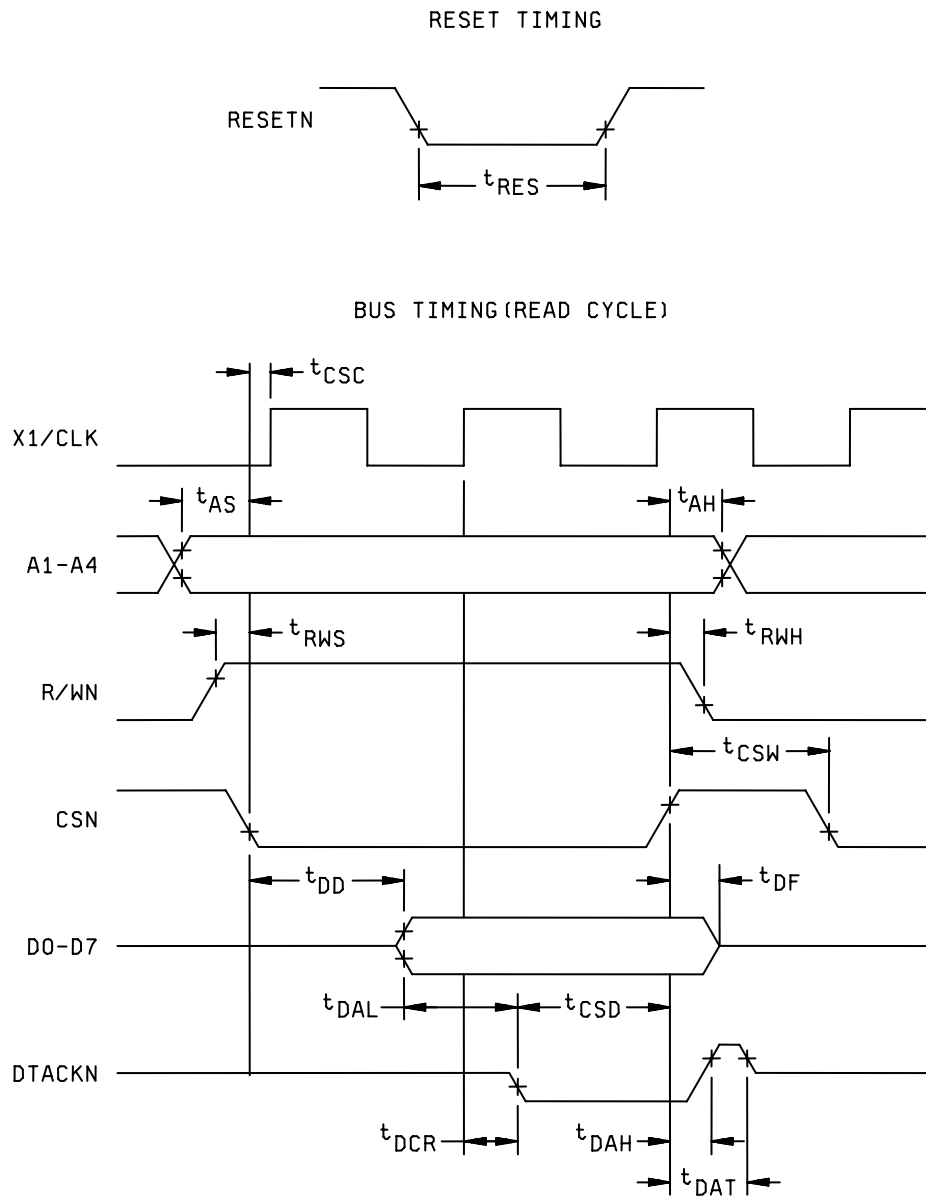 RESET TIMING
RESETN
tRES
BUS TIMING(READ CYCLE)
tCSC
X1/CLK
tAS
tAH
A1-A4
tRWS
tRWH
R/WN
tCSW
CSN
tDD
tDF
D0-D7
tDAL
tCSD
DTACKN
tDCR
tDAH
tDAT